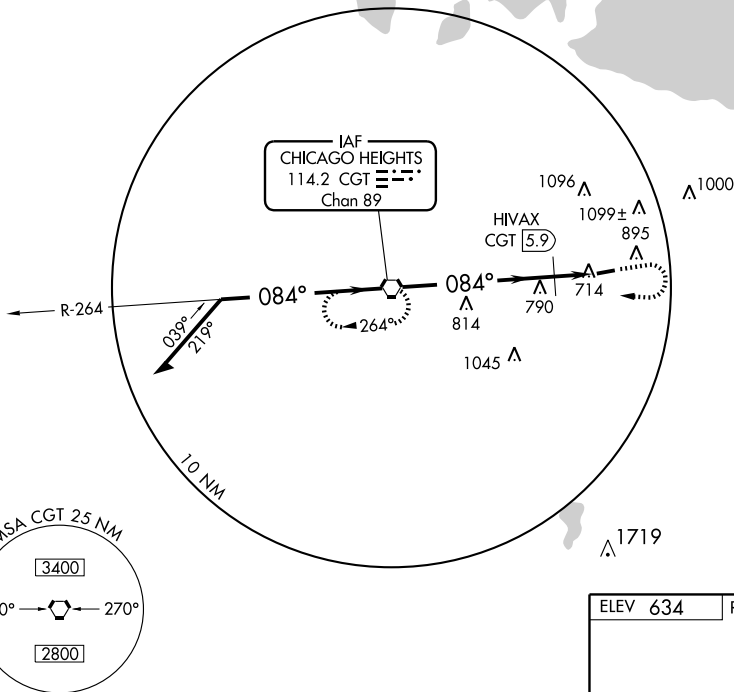 IAF
CHICAGO HEIGHTS
114.2 CGT
Chan 89
1096
1000
1099±
HIVAX
CGT 5.9
895
R-264
084°
084°
714
790
039°
219°
264°
814
1045
10 NM
1719
MSA CGT 25 NM
3400
0°
270°
2800
ELEV 634